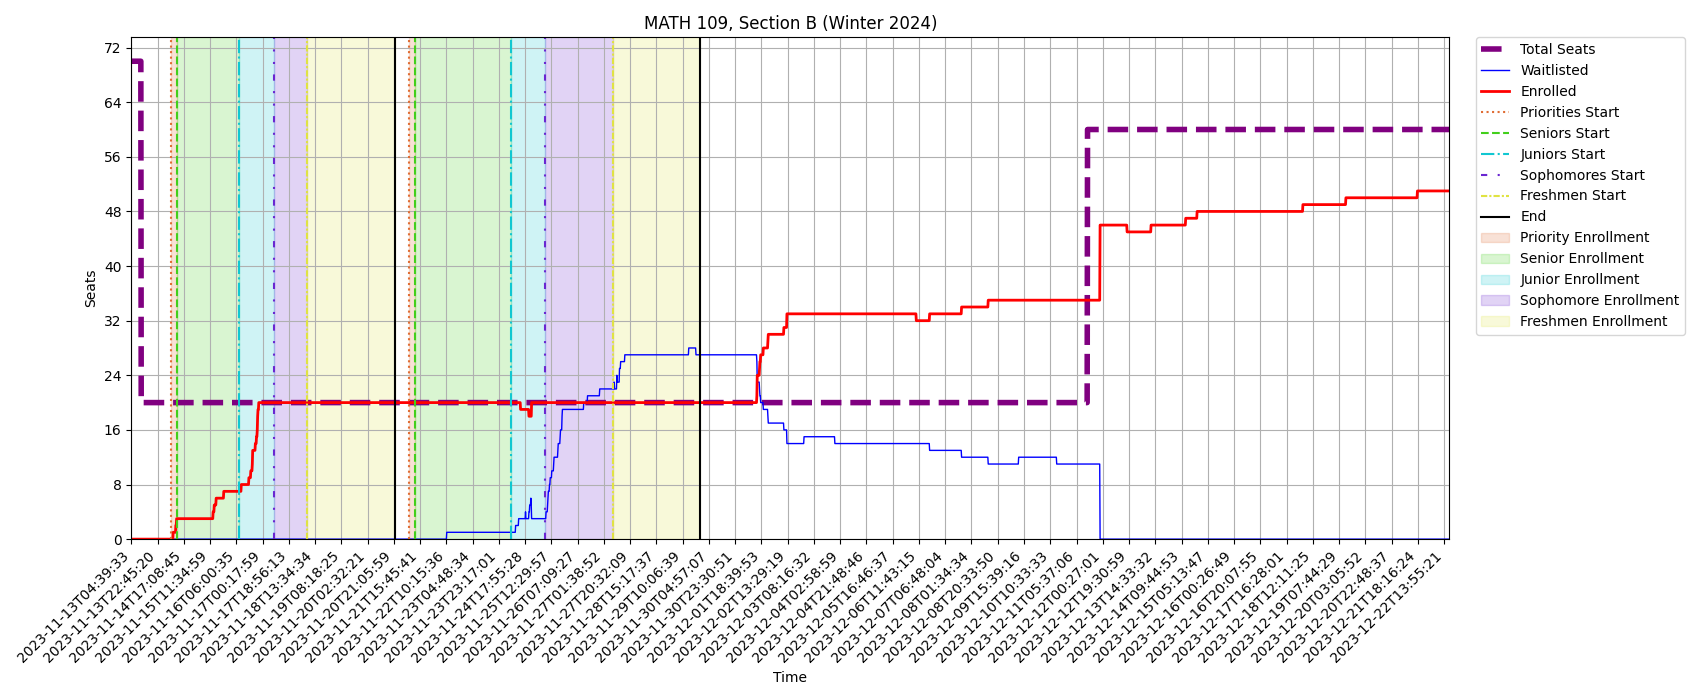 MATH 109, Section B (Winter 2024)
Seats
72
64
56
48
40
32
24
16
8
0
2023-11-13T04:39:33
2023-11-13T22:45:20
2023-11-14T17:08:45
2023-11-15T11:34:59
2023-11-16T06:00:35
2023-11-17T00:17:59
2023-11-17T18:56:13
2023-11-18T13:34:34
2023-11-19T08:18:25
2023-11-20T02:32:21
2023-11-20T21:05:59
2023-11-21T15:45:41
2023-11-22T10:15:36
2023-11-23T04:48:34
2023-11-23T23:17:01
2023-11-24T17:55:28
2023-11-25T12:29:57
2023-11-26T07:09:27
2023-11-27T01:38:52
2023-11-27T20:32:09
2023-11-28T15:17:37
2023-11-29T10:06:39
2023-11-30T04:57:07
2023-11-30T23:30:51
2023-12-01T18:39:53
2023-12-02T13:29:19
2023-12-03T08:16:32
2023-12-04T02:58:59
2023-12-04T21:48:46
2023-12-05T16:46:37
2023-12-06T11:43:15
2023-12-07T06:48:04
2023-12-08T01:34:34
2023-12-08T20:33:50
2023-12-09T15:39:16
2023-12-10T10:33:33
2023-12-11T05:37:06
2023-12-12T00:27:01
2023-12-12T19:30:59
2023-12-13T14:33:32
2023-12-14T09:44:53
2023-12-15T05:13:47
2023-12-16T00:26:49
2023-12-16T20:07:55
2023-12-17T16:28:01
2023-12-18T12:11:25
2023-12-19T07:44:29
2023-12-20T03:05:52
2023-12-20T22:48:37
2023-12-21T18:16:24
2023-12-22T13:55:21
Time
Total Seats
Waitlisted
Enrolled
Priorities Start
Seniors Start
Juniors Start
Sophomores Start
Freshmen Start
End
Priority Enrollment
Senior Enrollment
Junior Enrollment
Sophomore Enrollment
Freshmen Enrollment